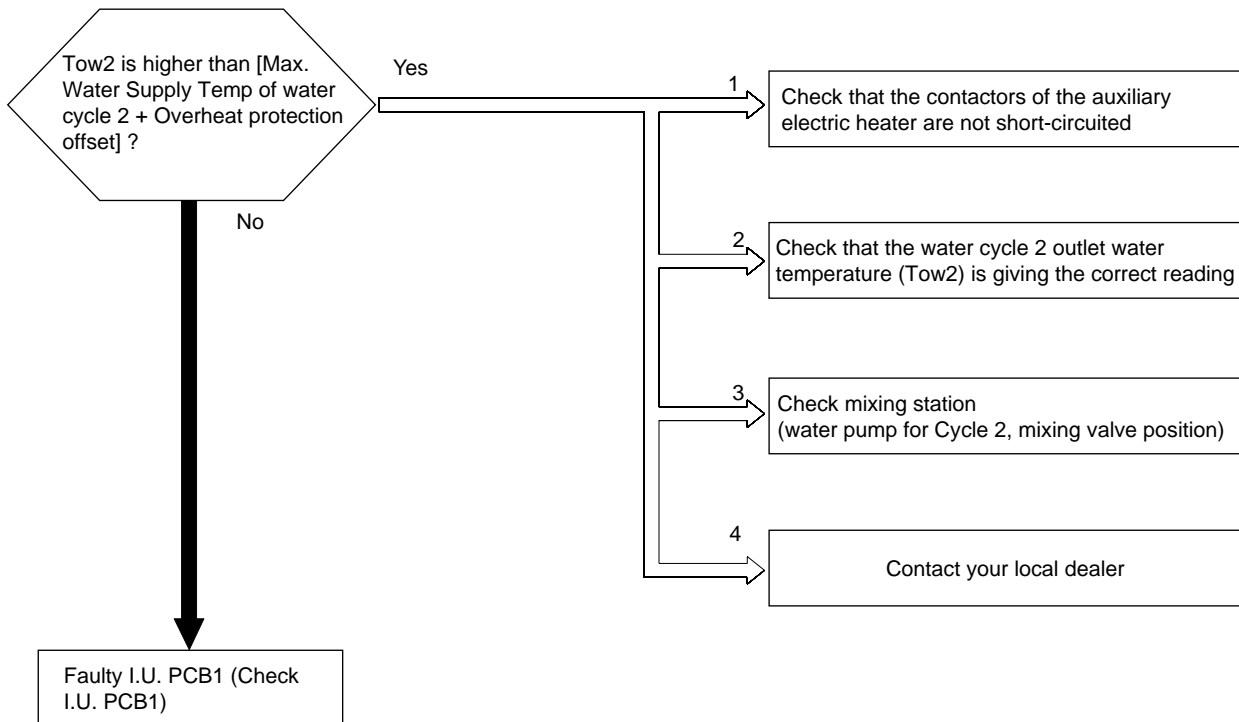 Tow2 is higher than [Max.
Water Supply Temp of water
cycle 2 + Overheat protection
offset] ?
Yes
No
1
Check that the contactors of the auxiliary
electric heater are not short-circuited
2
Check that the water cycle 2 outlet water
temperature (Tow2) is giving the correct reading
3
Check mixing station
(water pump for Cycle 2, mixing valve position)
4
Contact your local dealer
Faulty I.U. PCB1 (Check
I.U. PCB1)